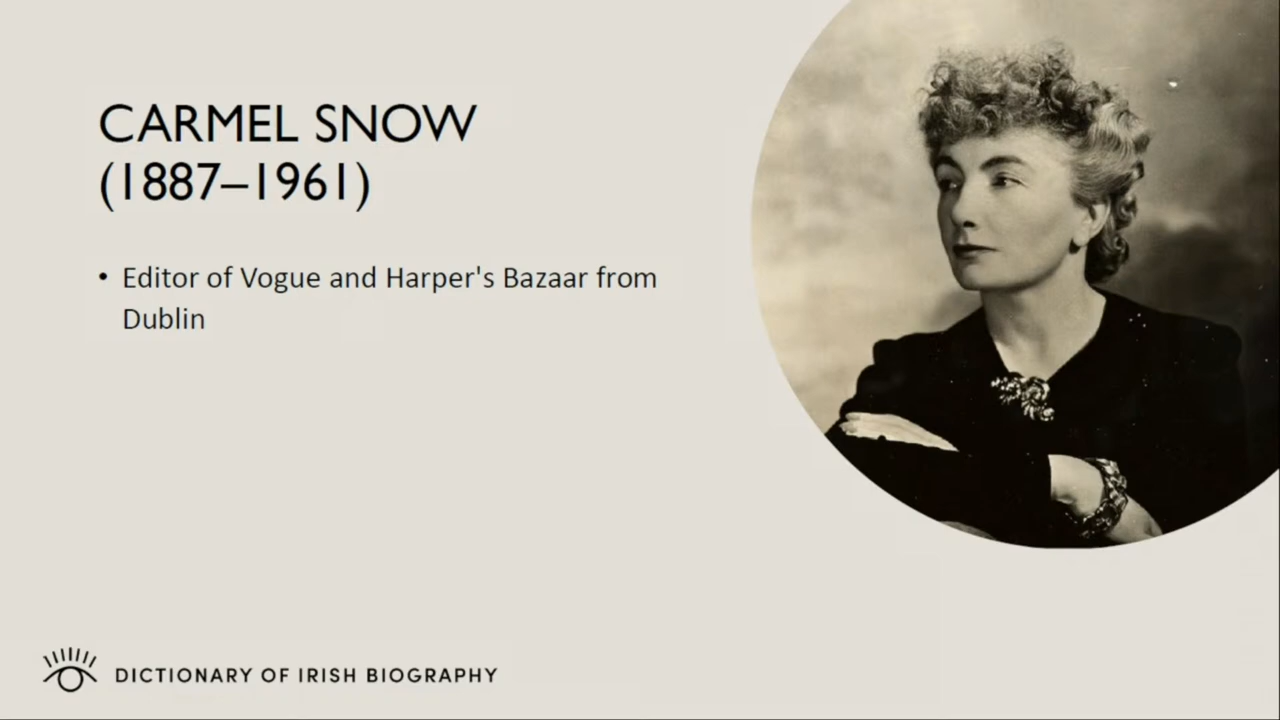 CARMEL SNOW
(1887–1961)
• Editor of Vogue and Harper's Bazaar from
Dublin
DICTIONARY OF IRISH BIOGRAPHY